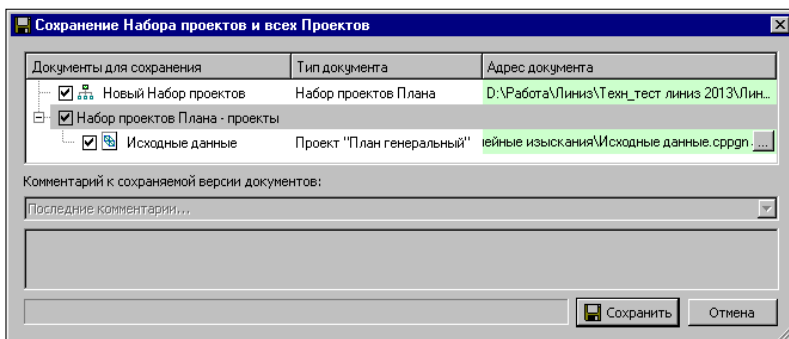 Сохранение Набора проектов и всех Проектов
Документы для сохранения Тип документа Адрес документа
Новый Набор проектов Набор проектов Плана D:\Работа\Линиз\Техн_тест линиз 2013\Лин...
Набор проектов Плана - проекты
Исходные данные Проект "План генеральный" ейные изыскания\Исходные данные.cppgn ...
Комментарий к сохраняемой версии документов:
Последние комментарии...
Сохранить Отмена